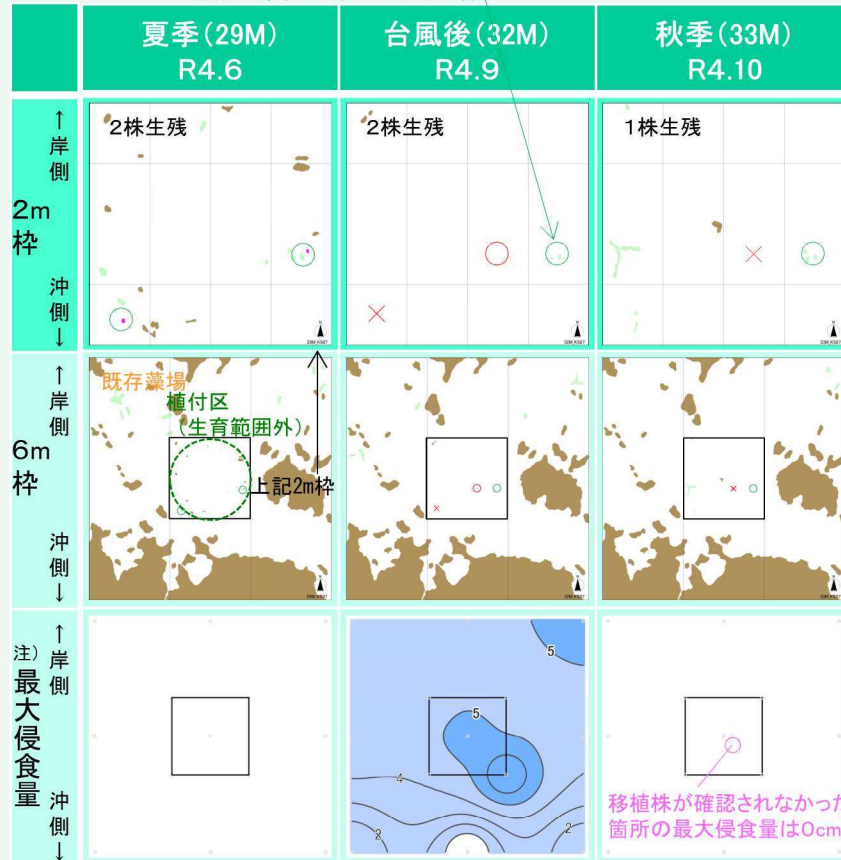 夏季(29M)
R4.6
台風後(32M)
R4.9
秋季(33M)
R4.10
2m
枠
↑
岸
側
沖
側
↓
2株生残
2株生残
1株生残
6m
枠
↑
岸
側
沖
側
↓
既存藻場
植付区
(生育範囲外)
上記2m枠
注)
最大侵食量
↑
岸
側
沖
側
↓
5
5
4
2
2
移植株が確認されなかった
箇所の最大侵食量は0cm